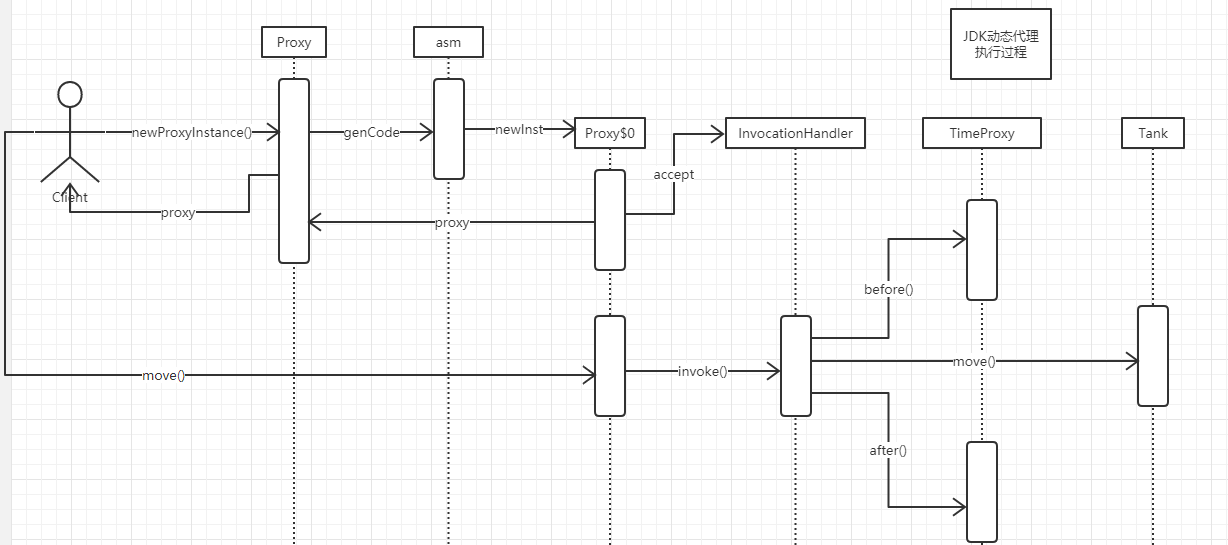 Proxy
asm
JDK动态代理
执行过程
newProxyInstance()
genCode
newInst
Proxy$0
InvocationHandler
TimeProxy
Tank
accept
Client
proxy
proxy
before()
move()
invoke()
move()
after()